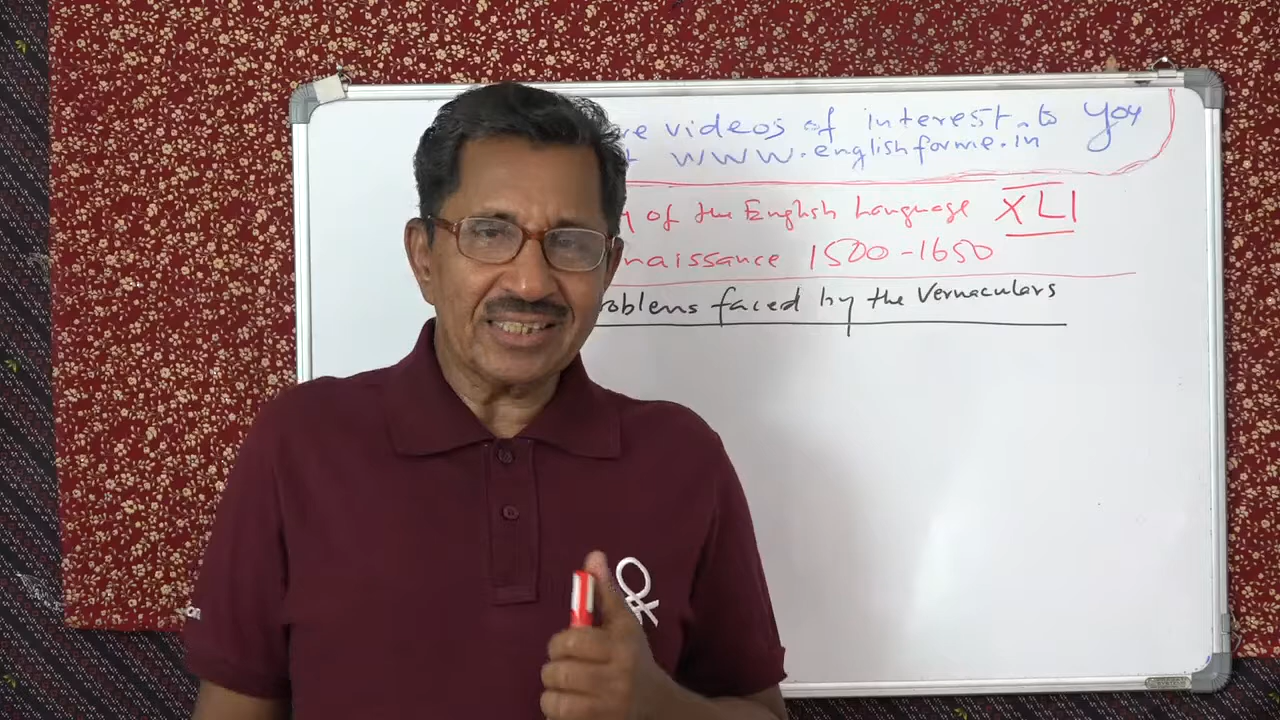 videos of interest to you
www.englishforme.in
of the English Language XLI
naissance 1500-1650
roblems faced by the Vernaculars